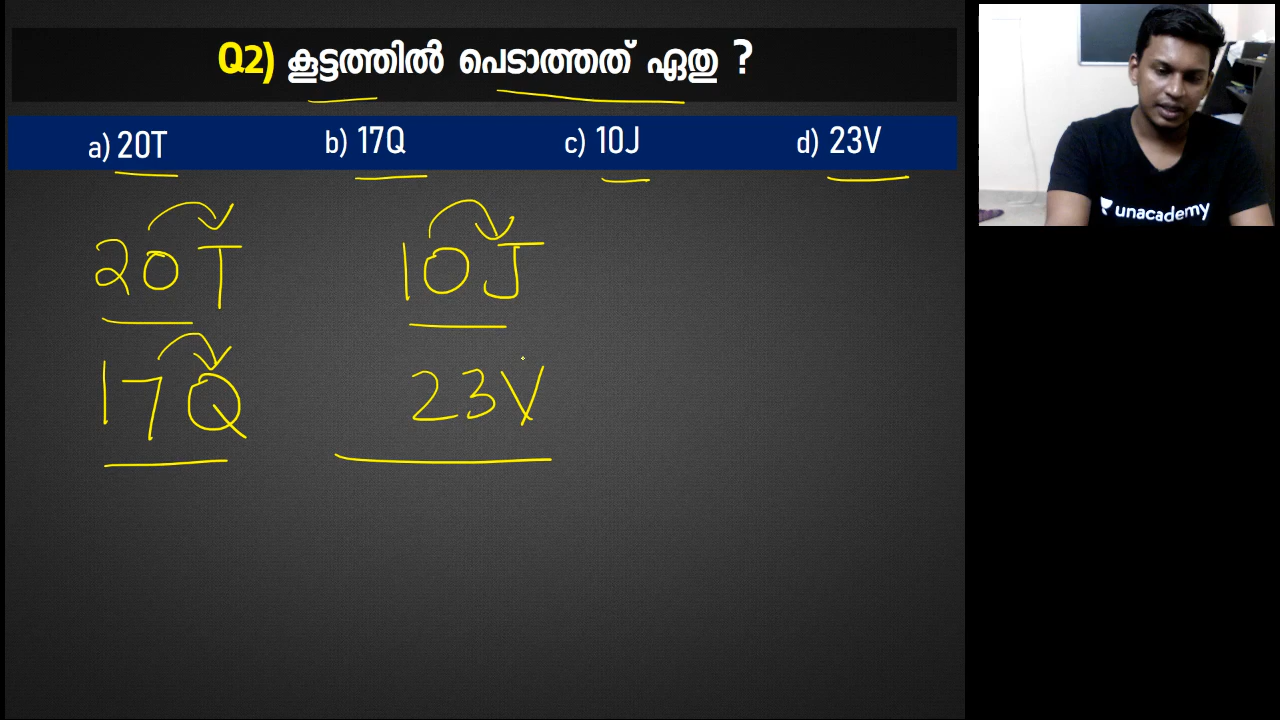 Q2) കൂട്ടത്തിൽ പെടാത്തത് ഏതു ?
a) 20T b) 17Q c) 10J d) 23V
20T 10J
17Q 23V
unacademy